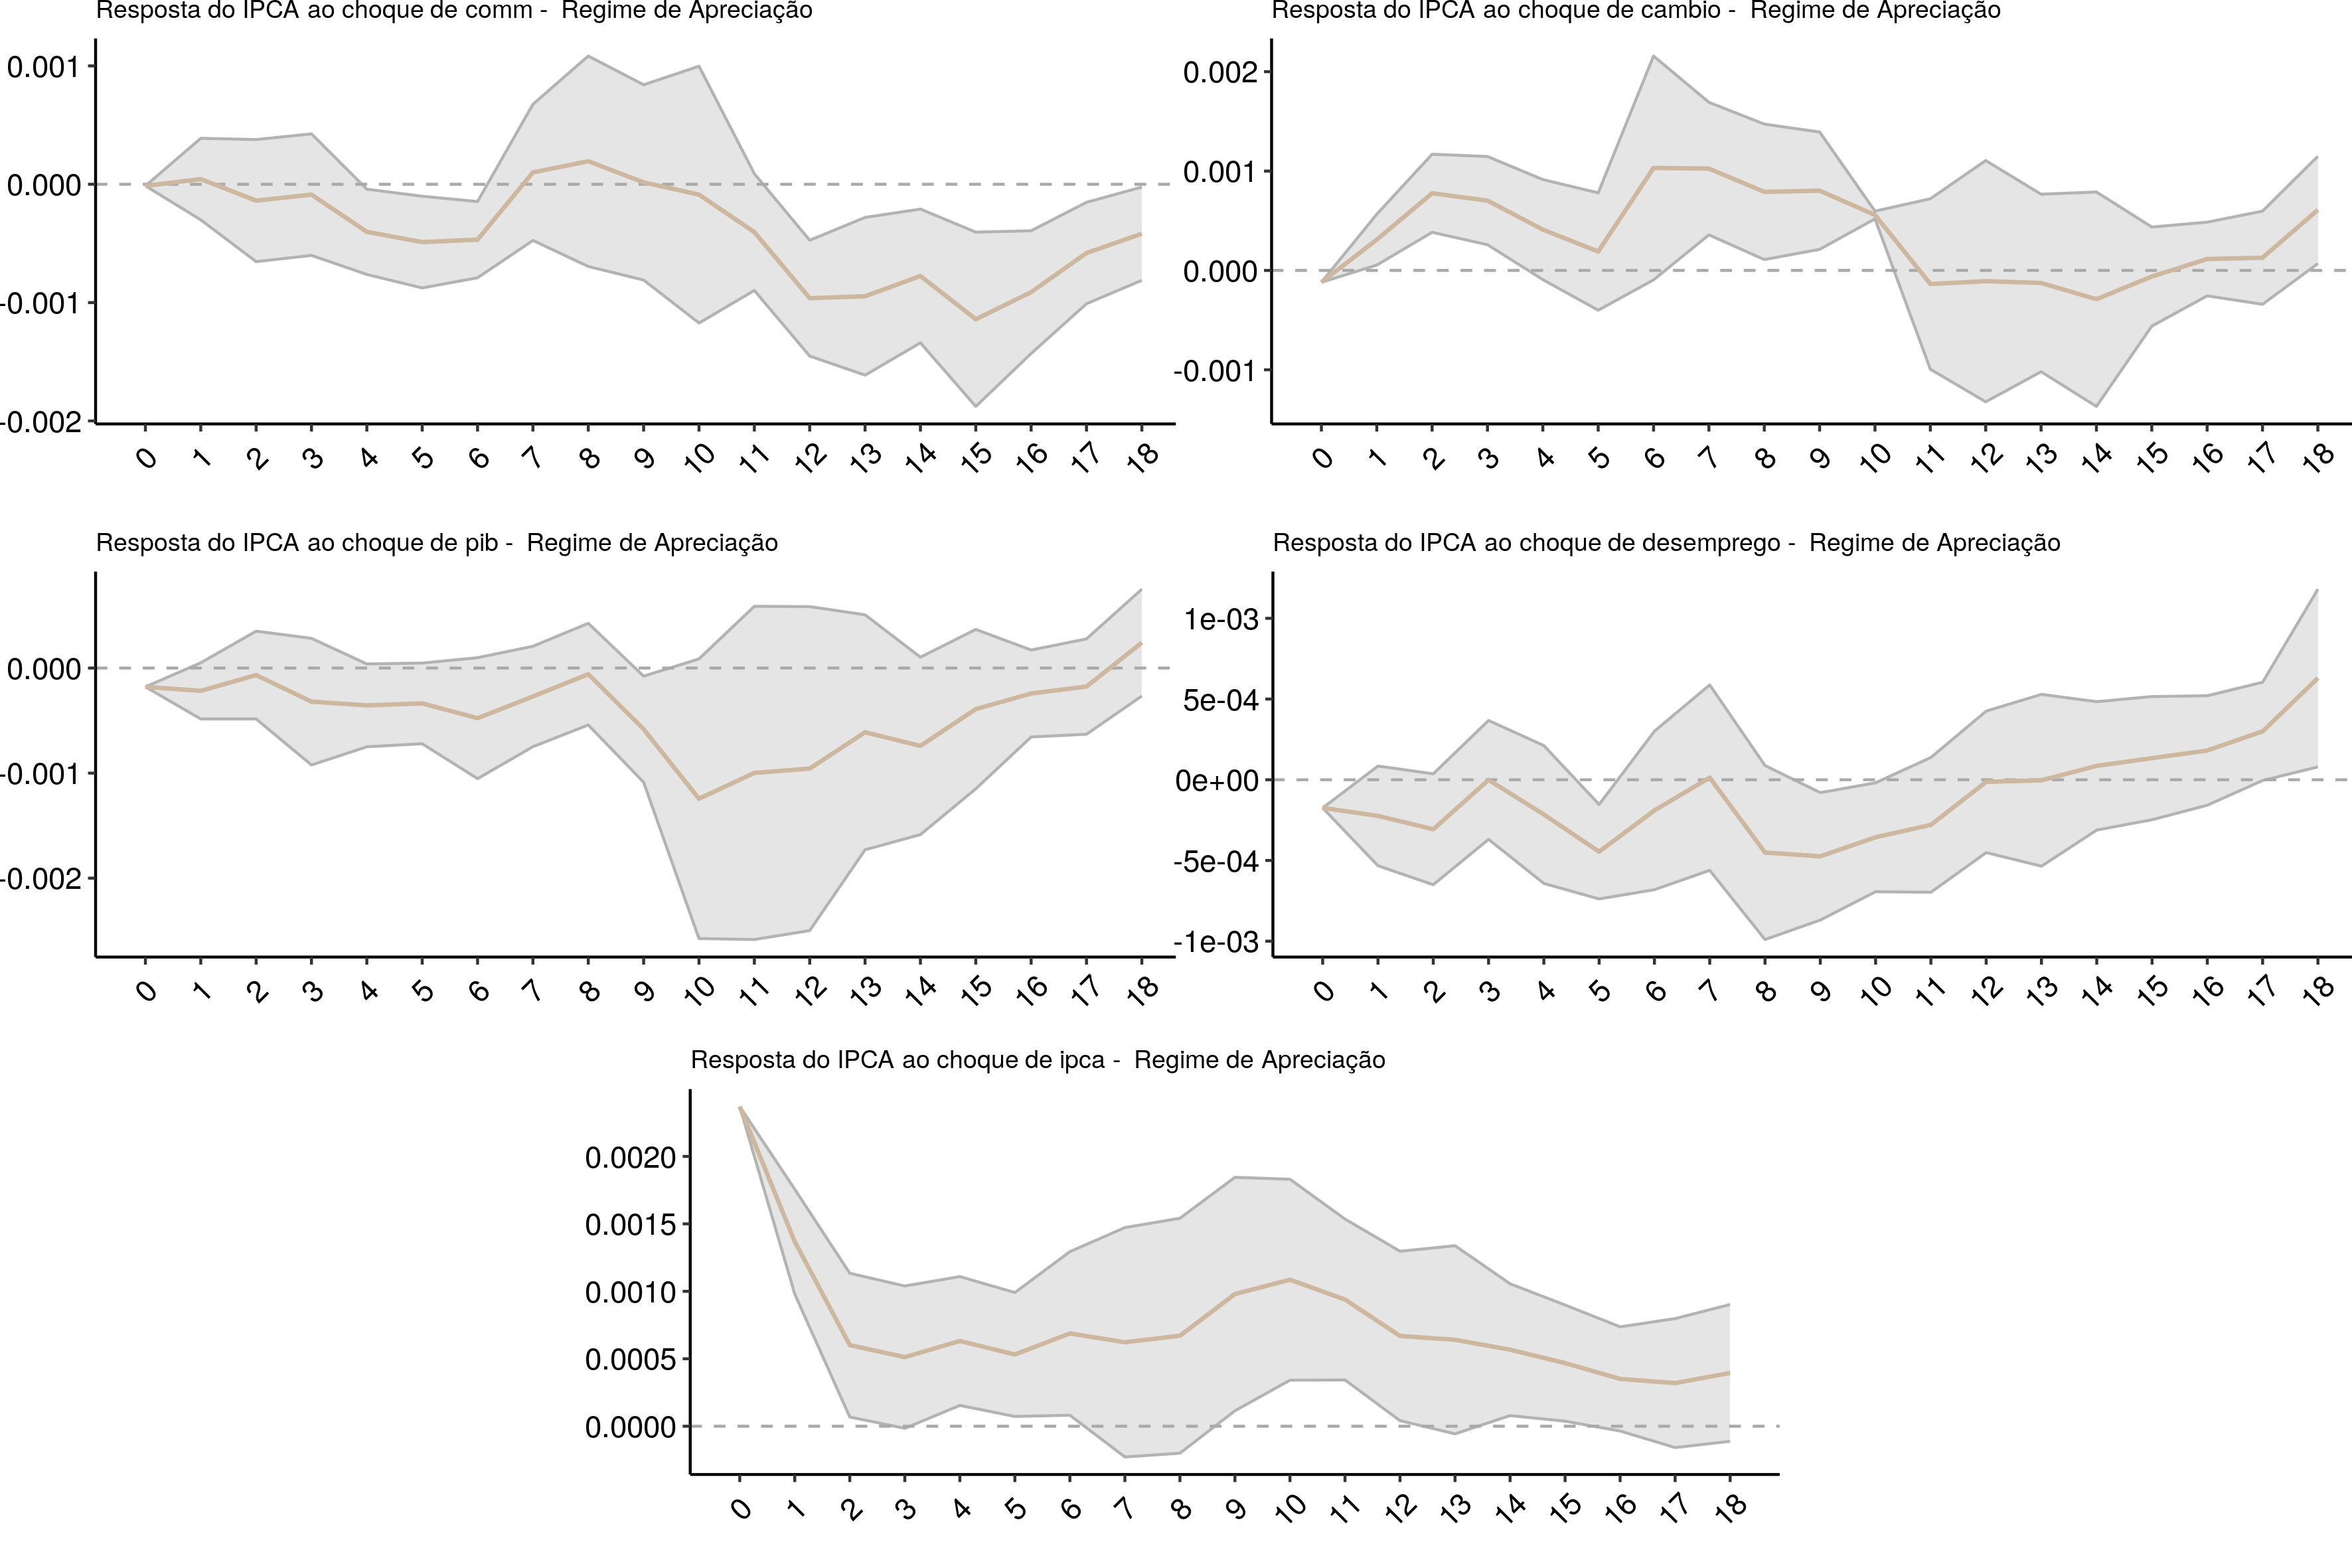 Resposta do IPCA ao choque de comm - Regime de Apreciação
0.001
0.000
-0.001
-0.002
0 1 2 3 4 5 6 7 8 9 10 11 12 13 14 15 16 17 18
Resposta do IPCA ao choque de cambio - Regime de Apreciação
0.002
0.001
0.000
-0.001
0 1 2 3 4 5 6 7 8 9 10 11 12 13 14 15 16 17 18
Resposta do IPCA ao choque de pib - Regime de Apreciação
0.000
-0.001
-0.002
0 1 2 3 4 5 6 7 8 9 10 11 12 13 14 15 16 17 18
Resposta do IPCA ao choque de desemprego - Regime de Apreciação
1e-03
5e-04
0e+00
-5e-04
-1e-03
0 1 2 3 4 5 6 7 8 9 10 11 12 13 14 15 16 17 18
Resposta do IPCA ao choque de ipca - Regime de Apreciação
0.0020
0.0015
0.0010
0.0005
0.0000
0 1 2 3 4 5 6 7 8 9 10 11 12 13 14 15 16 17 18